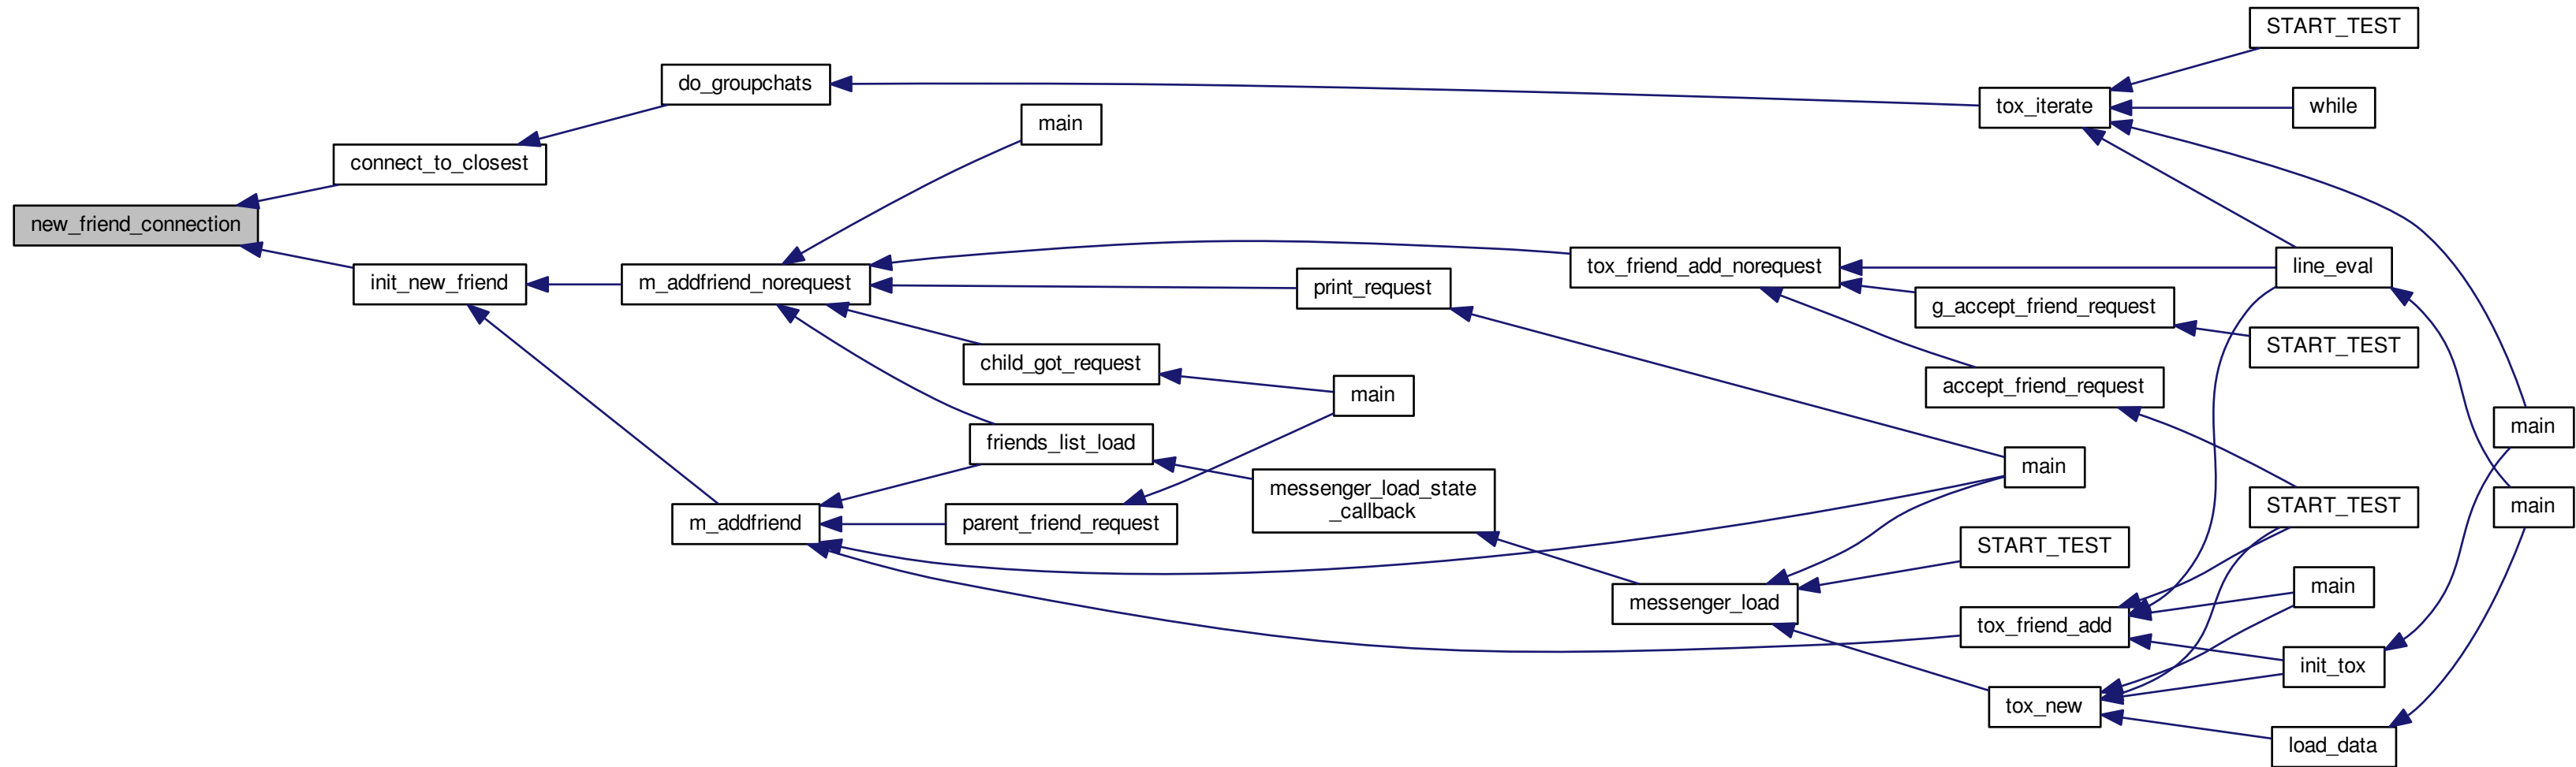 START_TEST
do_groupchats
tox_iterate
while
main
connect_to_closest
new_friend_connection
init_new_friend
m_addfriend_norequest
tox_friend_add_norequest
line_eval
print_request
g_accept_friend_request
START_TEST
child_got_request
accept_friend_request
main
main
friends_list_load
main
messenger_load_state
_callback
START_TEST
main
m_addfriend
parent_friend_request
START_TEST
main
messenger_load
tox_friend_add
init_tox
tox_new
load_data